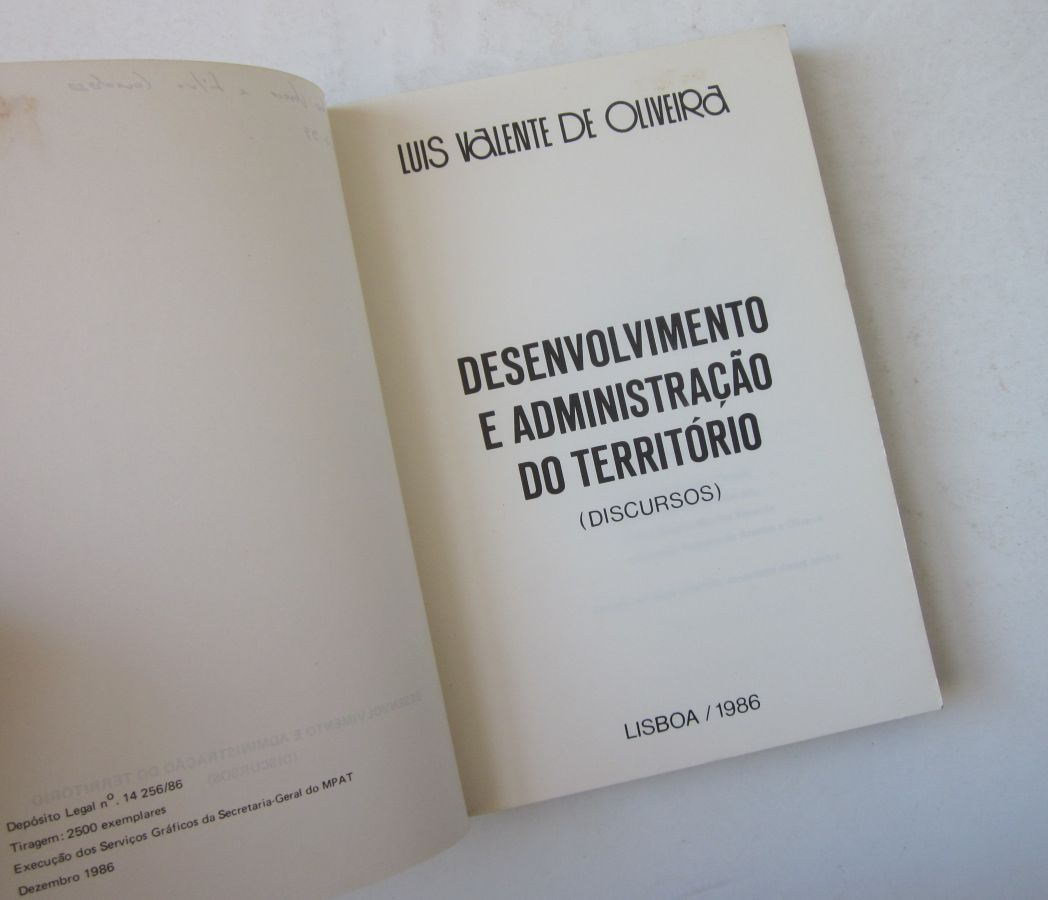 Depósito Legal nº. 14 256/86
Tiragem: 2500 exemplares
Execução dos Serviços Gráficos da Secretaria-Geral do MPAT
Dezembro 1986
LUIS VALENTE DE OLIVEIRA
DESENVOLVIMENTO
E ADMINISTRAÇÃO
DO TERRITÓRIO
(DISCURSOS)
LISBOA / 1986